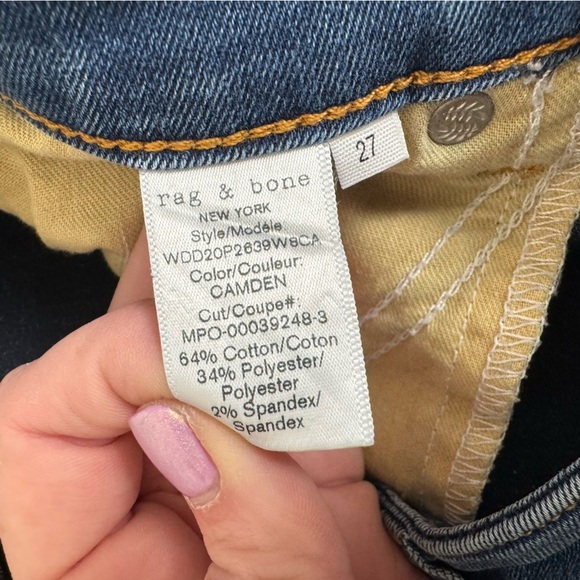 rag & bone
NEW YORK
Style/Modèle
WDD20P2639W8CA
Color/Couleur:
CAMDEN
Cut/Coupe#:
MPO-00039248-3
64% Cotton/Coton
34% Polyester/
Polyester
2% Spandex/
Spandex
27